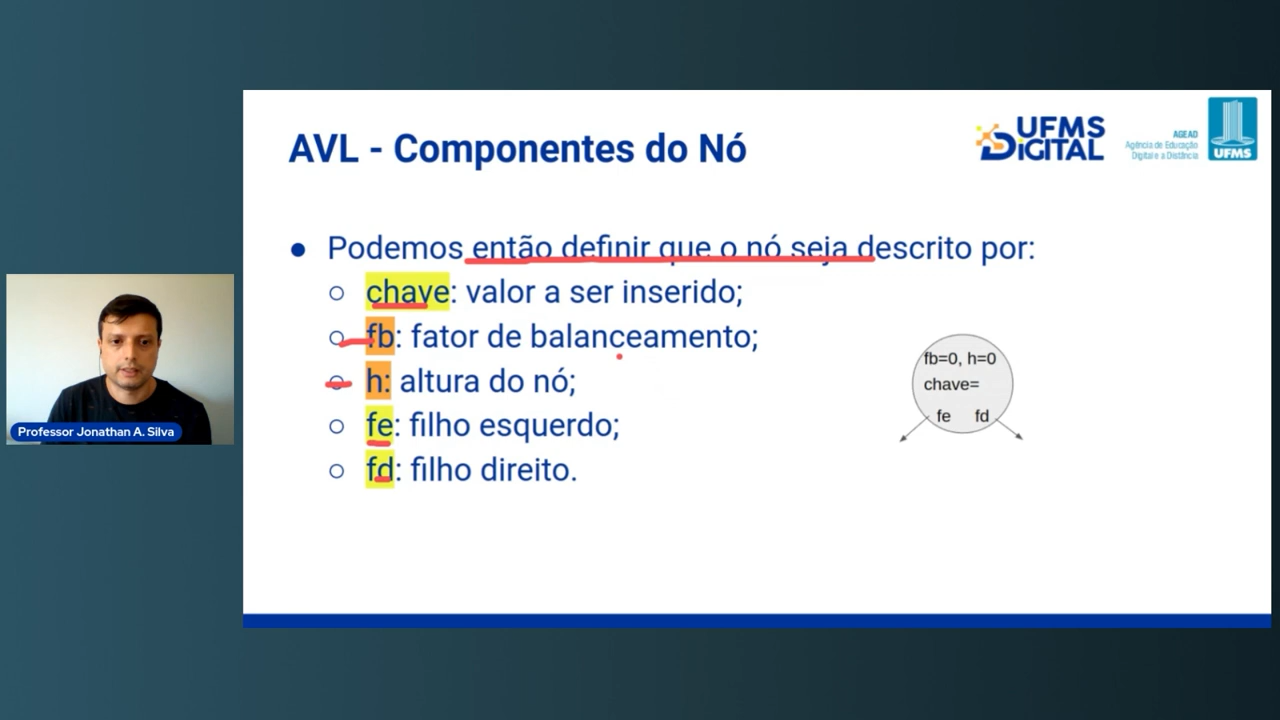 AVL - Componentes do Nó
UFMS
DIGITAL
AGEAD
Agência de Educação
Digital e a Distância
UFMS
● Podemos então definir que o nó seja descrito por:
○ chave: valor a ser inserido;
○ fb: fator de balanceamento;
○ h: altura do nó;
○ fe: filho esquerdo;
○ fd: filho direito.
fb=0, h=0
chave=
fe fd
Professor Jonathan A. Silva